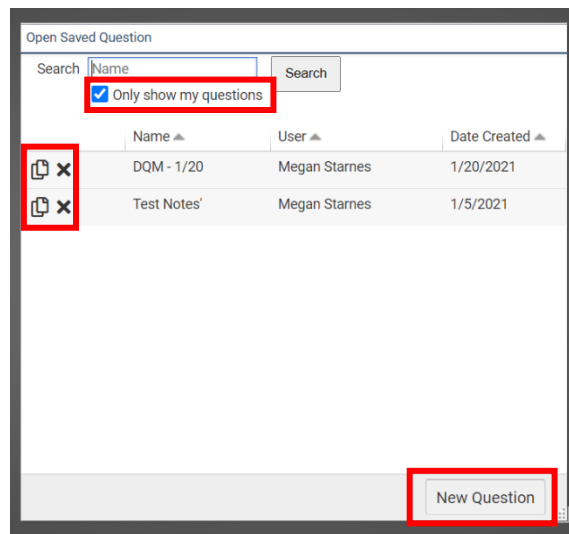 Open Saved Question
Search Name Search
Only show my questions
Name User Date Created
DQM - 1/20 Megan Starnes 1/20/2021
Test Notes' Megan Starnes 1/5/2021
New Question